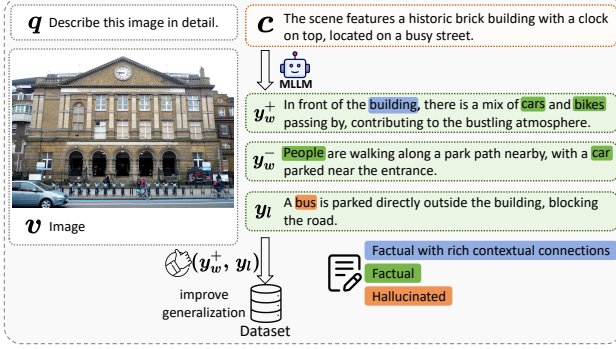 q Describe this image in detail.
v Image
c The scene features a historic brick building with a clock
on top, located on a busy street.
MLLM
y_w^+ In front of the building, there is a mix of cars and bikes
passing by, contributing to the bustling atmosphere.
y_w^- People are walking along a park path nearby, with a car
parked near the entrance.
y_l A bus is parked directly outside the building, blocking
the road.
(y_w^+, y_l)
improve
generalization
Dataset
Factual with rich contextual connections
Factual
Hallucinated